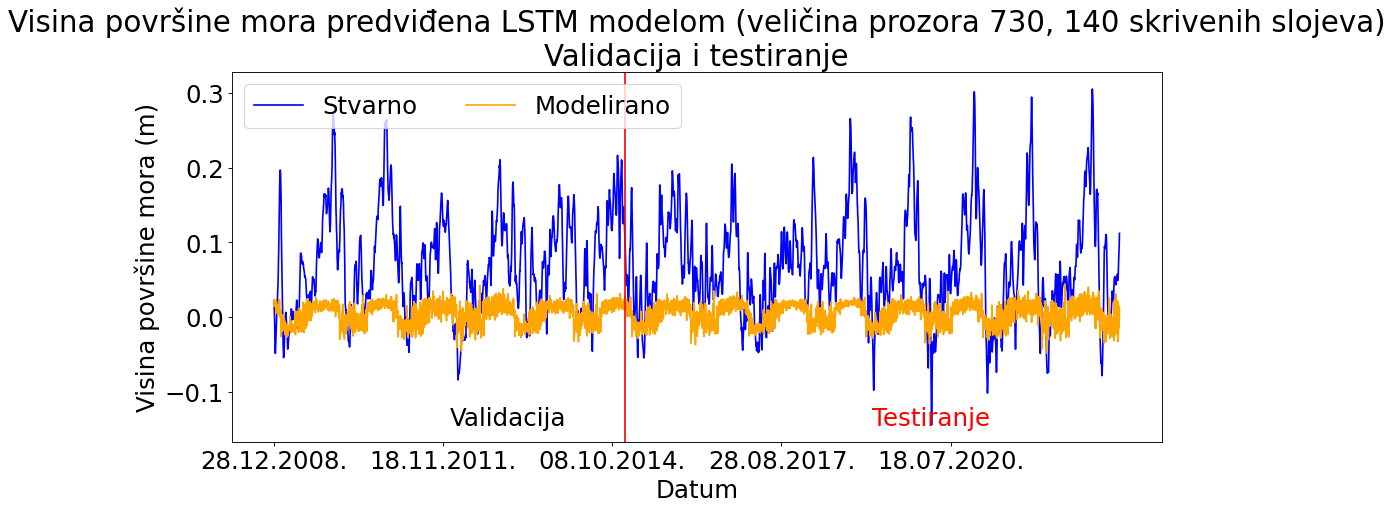 Visina površine mora predviđena LSTM modelom (veličina prozora 730, 140 skrivenih slojeva)
Validacija i testiranje
Stvarno
Modelirano
Visina površine mora (m)
0.3
0.2
0.1
0.0
−0.1
Validacija
Testiranje
28.12.2008.
18.11.2011.
08.10.2014.
28.08.2017.
18.07.2020.
Datum